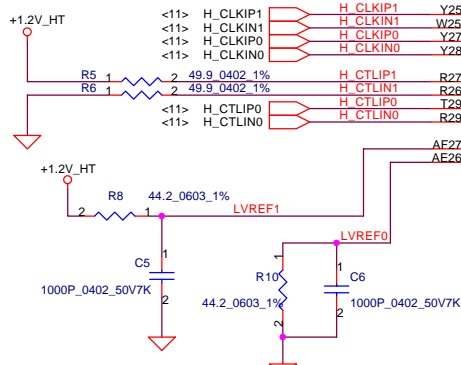 <11> H_CLKIP1 H_CLKIP1 Y25
+1.2V_HT <11> H_CLKIN1 H_CLKIN1 W25
<11> H_CLKIP0 H_CLKIP0 Y27
<11> H_CLKIN0 H_CLKIN0 Y28
R5 1 2 49.9_0402_1% H_CTLIP1 R27
R6 1 2 49.9_0402_1% H_CTLIN1 R26
<11> H_CTLIP0 H_CTLIP0 T29
<11> H_CTLIN0 H_CTLIN0 R29
AF27
AE26
+1.2V_HT
R8 44.2_0603_1%
2 1 LVREF1
LVREF0
1 1 1
C5 R10 C6
1000P_0402_50V7K 44.2_0603_1% 1000P_0402_50V7K
2 2 2